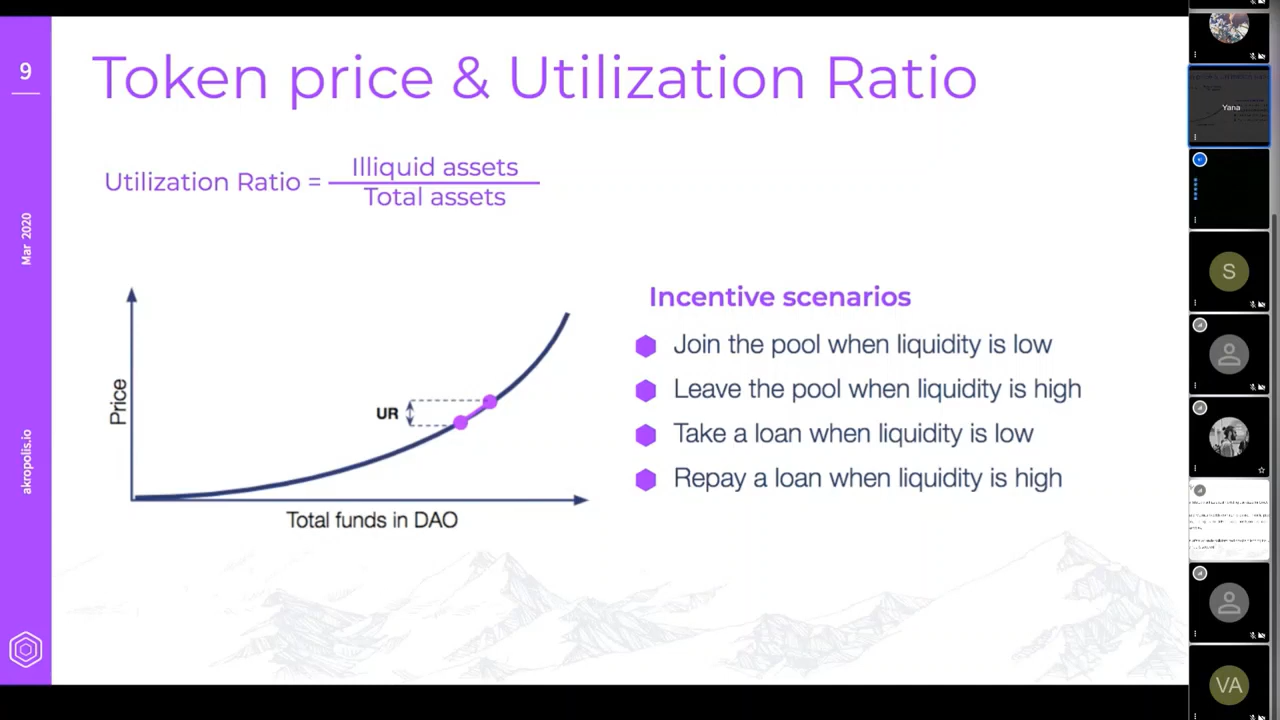 9
Token price & Utilization Ratio
Utilization Ratio =
Illiquid assets
Total assets
Mar 2020
akropolis.io
Price
UR
Total funds in DAO
Incentive scenarios
Join the pool when liquidity is low
Leave the pool when liquidity is high
Take a loan when liquidity is low
Repay a loan when liquidity is high
Yana
S
VA